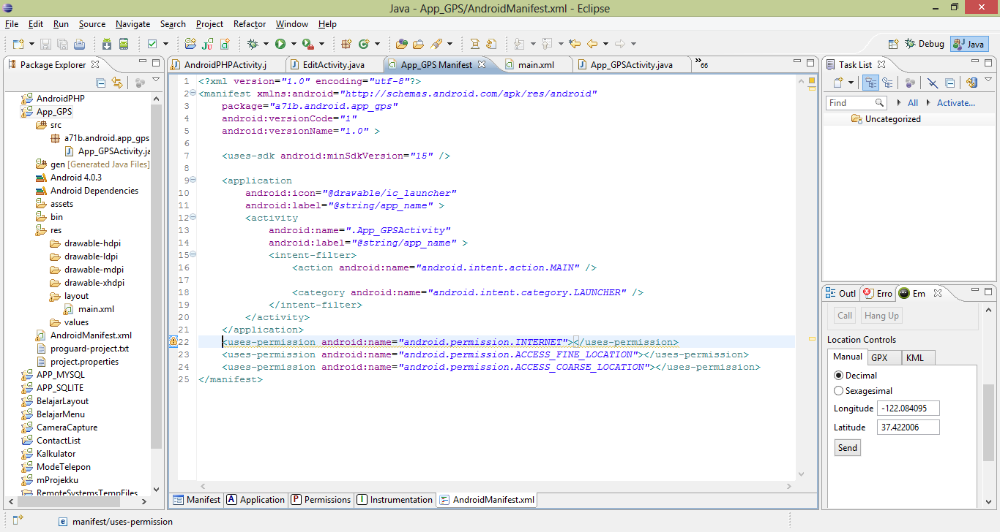 Java - App_GPS/AndroidManifest.xml - Eclipse
File Edit Run Source Navigate Search Project Refactor Window Help
Debug Java
Package Explorer
AndroidPHP
App_GPS
src
a71b.android.app_gps
App_GPSActivity.ja
gen [Generated Java Files]
Android 4.0.3
Android Dependencies
assets
bin
res
drawable-hdpi
drawable-ldpi
drawable-mdpi
drawable-xhdpi
layout
main.xml
values
AndroidManifest.xml
proguard-project.txt
project.properties
APP_MYSQL
APP_SQLITE
BelajarLayout
BelajarMenu
CameraCapture
ContactList
Kalkulator
ModeTelepon
mProjekku
RemoteSystemsTempFiles
AndroidPHPActivity.j EditActivity.java App_GPS Manifest main.xml App_GPSActivity.java »66
1 <?xml version="1.0" encoding="utf-8"?>
2 <manifest xmlns:android="http://schemas.android.com/apk/res/android"
3 package="a71b.android.app_gps"
4 android:versionCode="1"
5 android:versionName="1.0" >
6
7 <uses-sdk android:minSdkVersion="15" />
8
9 <application
10 android:icon="@drawable/ic_launcher"
11 android:label="@string/app_name" >
12 <activity
13 android:name=".App_GPSActivity"
14 android:label="@string/app_name" >
15 <intent-filter>
16 <action android:name="android.intent.action.MAIN" />
17
18 <category android:name="android.intent.category.LAUNCHER" />
19 </intent-filter>
20 </activity>
21 </application>
22 <uses-permission android:name="android.permission.INTERNET"></uses-permission>
23 <uses-permission android:name="android.permission.ACCESS_FINE_LOCATION"></uses-permission>
24 <uses-permission android:name="android.permission.ACCESS_COARSE_LOCATION"></uses-permission>
25 </manifest>
Manifest A Application P Permissions I Instrumentation AndroidManifest.xml
Task List
Find All Activate...
Uncategorized
Outl Erro Em
Call Hang Up
Location Controls
Manual GPX KML
Decimal
Sexagesimal
Longitude -122.084095
Latitude 37.422006
Send
e manifest/uses-permission